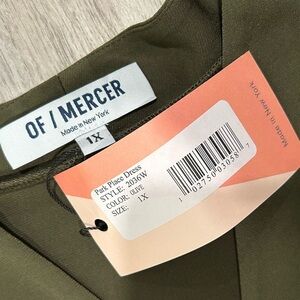 OF / MERCER
Made in New York
1X
Made in New York
Park Place Dress
STYLE: 2036W
COLOR: OLIVE
SIZE: 1X